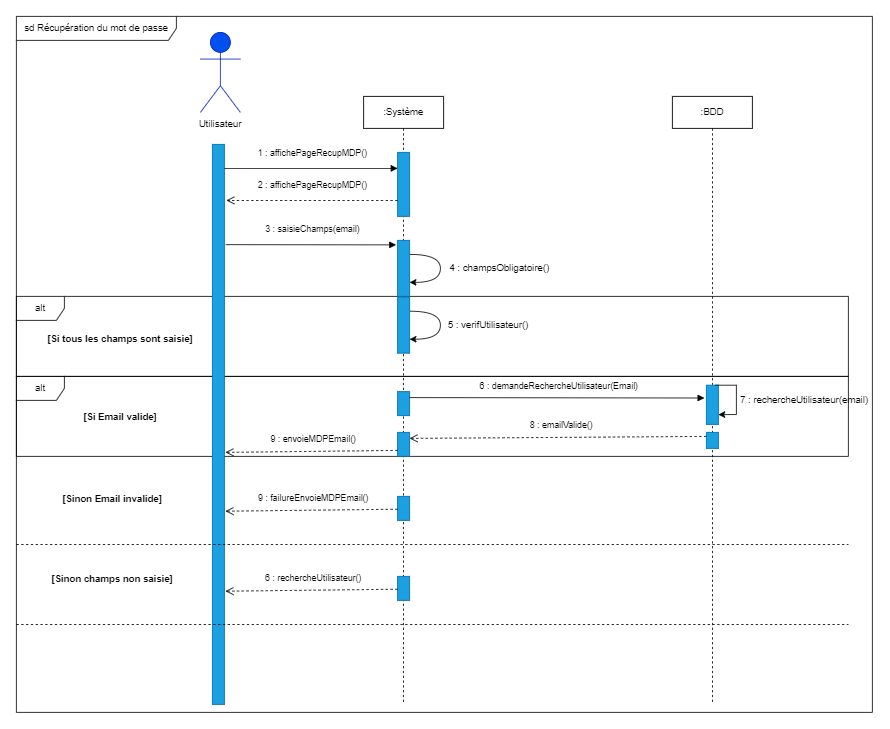 sd Récupération du mot de passe
Utilisateur
:Système
:BDD
1 : affichePageRecupMDP()
2 : affichePageRecupMDP()
3 : saisieChamps(email)
4 : champsObligatoire()
alt
[Si tous les champs sont saisie]
5 : verifUtilisateur()
alt
[Si Email valide]
6 : demandeRechercheUtilisateur(Email)
7 : rechercheUtilisateur(email)
8 : emailValide()
9 : envoieMDPEmail()
[Sinon Email invalide]
9 : failureEnvoieMDPEmail()
[Sinon champs non saisie]
6 : rechercheUtilisateur()